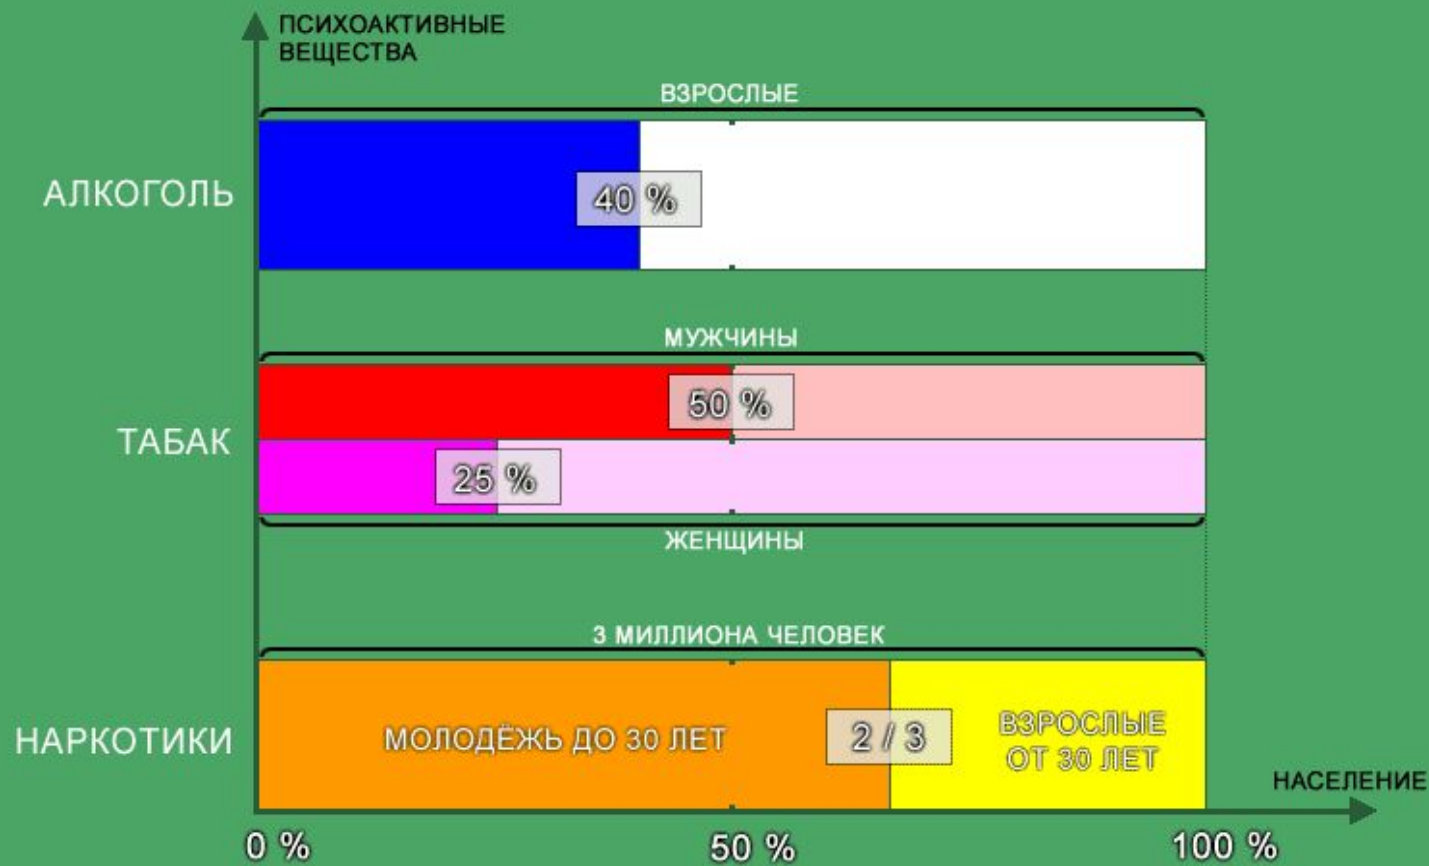 ПСИХОАКТИВНЫЕ
ВЕЩЕСТВА
ВЗРОСЛЫЕ
АЛКОГОЛЬ
40 %
МУЖЧИНЫ
50 %
ТАБАК
25 %
ЖЕНЩИНЫ
3 МИЛЛИОНА ЧЕЛОВЕК
НАРКОТИКИ
МОЛОДЁЖЬ ДО 30 ЛЕТ
2 / 3
ВЗРОСЛЫЕ
ОТ 30 ЛЕТ
НАСЕЛЕНИЕ
0 %
50 %
100 %